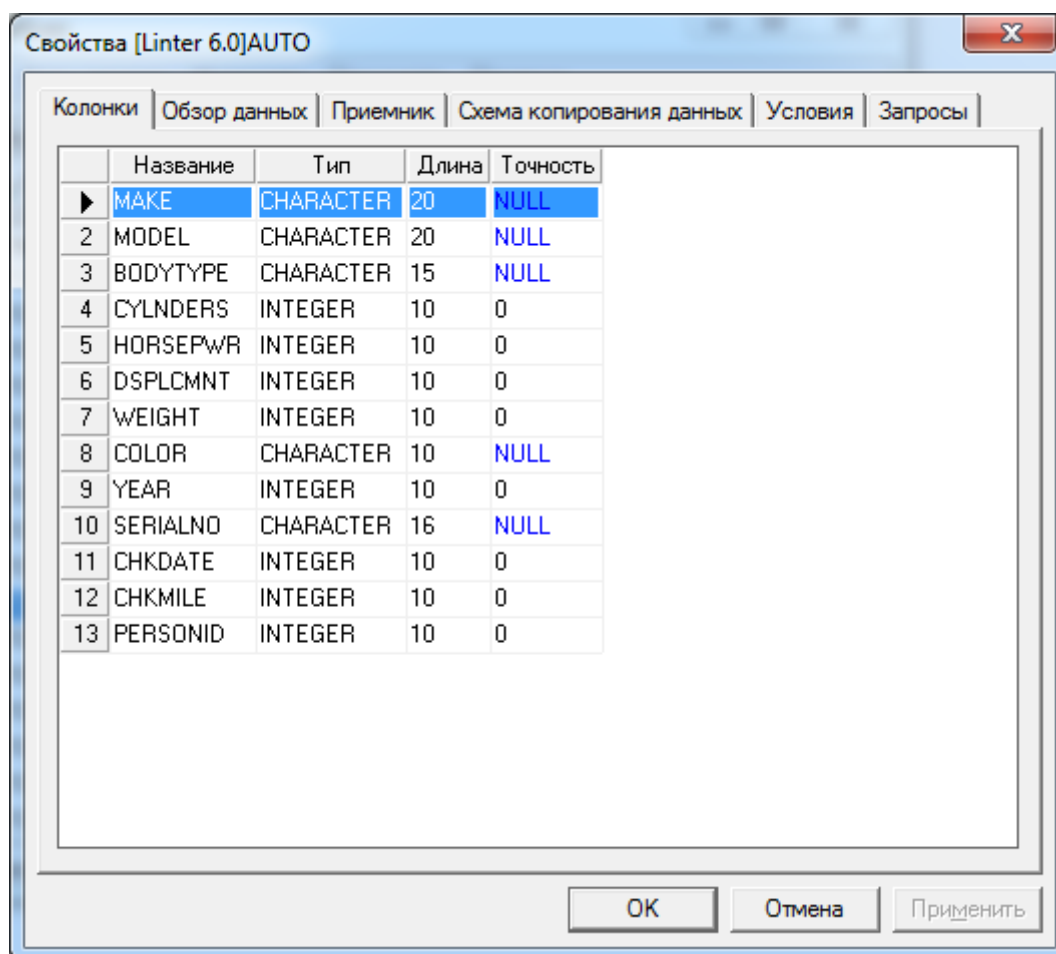 Свойства [Linter 6.0]AUTO
Колонки Обзор данных Приемник Схема копирования данных Условия Запросы
Название Тип Длина Точность
MAKE CHARACTER 20 NULL
2 MODEL CHARACTER 20 NULL
3 BODYTYPE CHARACTER 15 NULL
4 CYLNDERS INTEGER 10 0
5 HORSEPWR INTEGER 10 0
6 DSPLCMNT INTEGER 10 0
7 WEIGHT INTEGER 10 0
8 COLOR CHARACTER 10 NULL
9 YEAR INTEGER 10 0
10 SERIALNO CHARACTER 16 NULL
11 CHKDATE INTEGER 10 0
12 CHKMILE INTEGER 10 0
13 PERSONID INTEGER 10 0
OK Отмена Применить